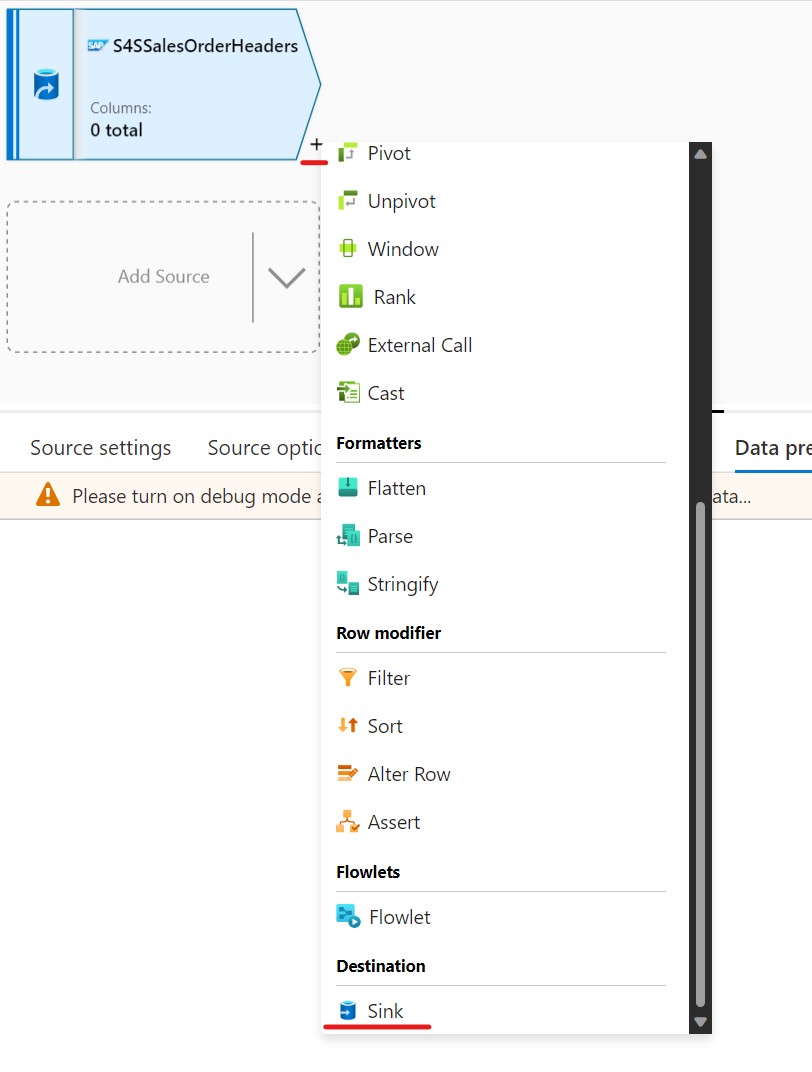 SAP S4SSalesOrderHeaders
Columns:
0 total
+
Add Source
Pivot
Unpivot
Window
Rank
External Call
Cast
Formatters
Flatten
Parse
Stringify
Row modifier
Filter
Sort
Alter Row
Assert
Flowlets
Flowlet
Destination
Sink
Source settings
Source optio
Data pre
Please turn on debug mode a
ata...